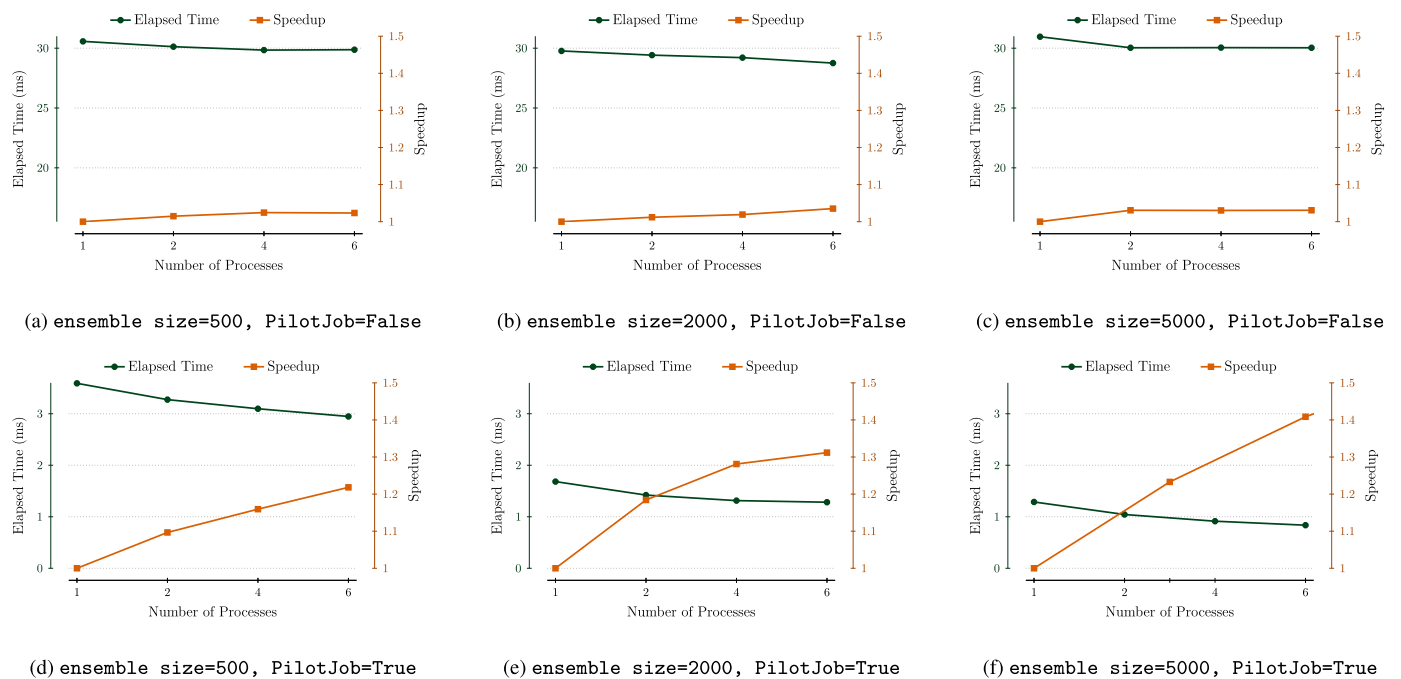 Elapsed Time Speedup
Elapsed Time (ms)
30
25
20
1.5
1.4
1.3
1.2
1.1
1
Speedup
1 2 4 6
Number of Processes
(a) ensemble size=500, PilotJob=False
Elapsed Time Speedup
Elapsed Time (ms)
30
25
20
1.5
1.4
1.3
1.2
1.1
1
Speedup
1 2 4 6
Number of Processes
(b) ensemble size=2000, PilotJob=False
Elapsed Time Speedup
Elapsed Time (ms)
30
25
20
1.5
1.4
1.3
1.2
1.1
1
Speedup
1 2 4 6
Number of Processes
(c) ensemble size=5000, PilotJob=False
Elapsed Time Speedup
Elapsed Time (ms)
3
2
1
0
1.5
1.4
1.3
1.2
1.1
1
Speedup
1 2 4 6
Number of Processes
(d) ensemble size=500, PilotJob=True
Elapsed Time Speedup
Elapsed Time (ms)
3
2
1
0
1.5
1.4
1.3
1.2
1.1
1
Speedup
1 2 4 6
Number of Processes
(e) ensemble size=2000, PilotJob=True
Elapsed Time Speedup
Elapsed Time (ms)
3
2
1
0
1.5
1.4
1.3
1.2
1.1
1
Speedup
1 2 4 6
Number of Processes
(f) ensemble size=5000, PilotJob=True